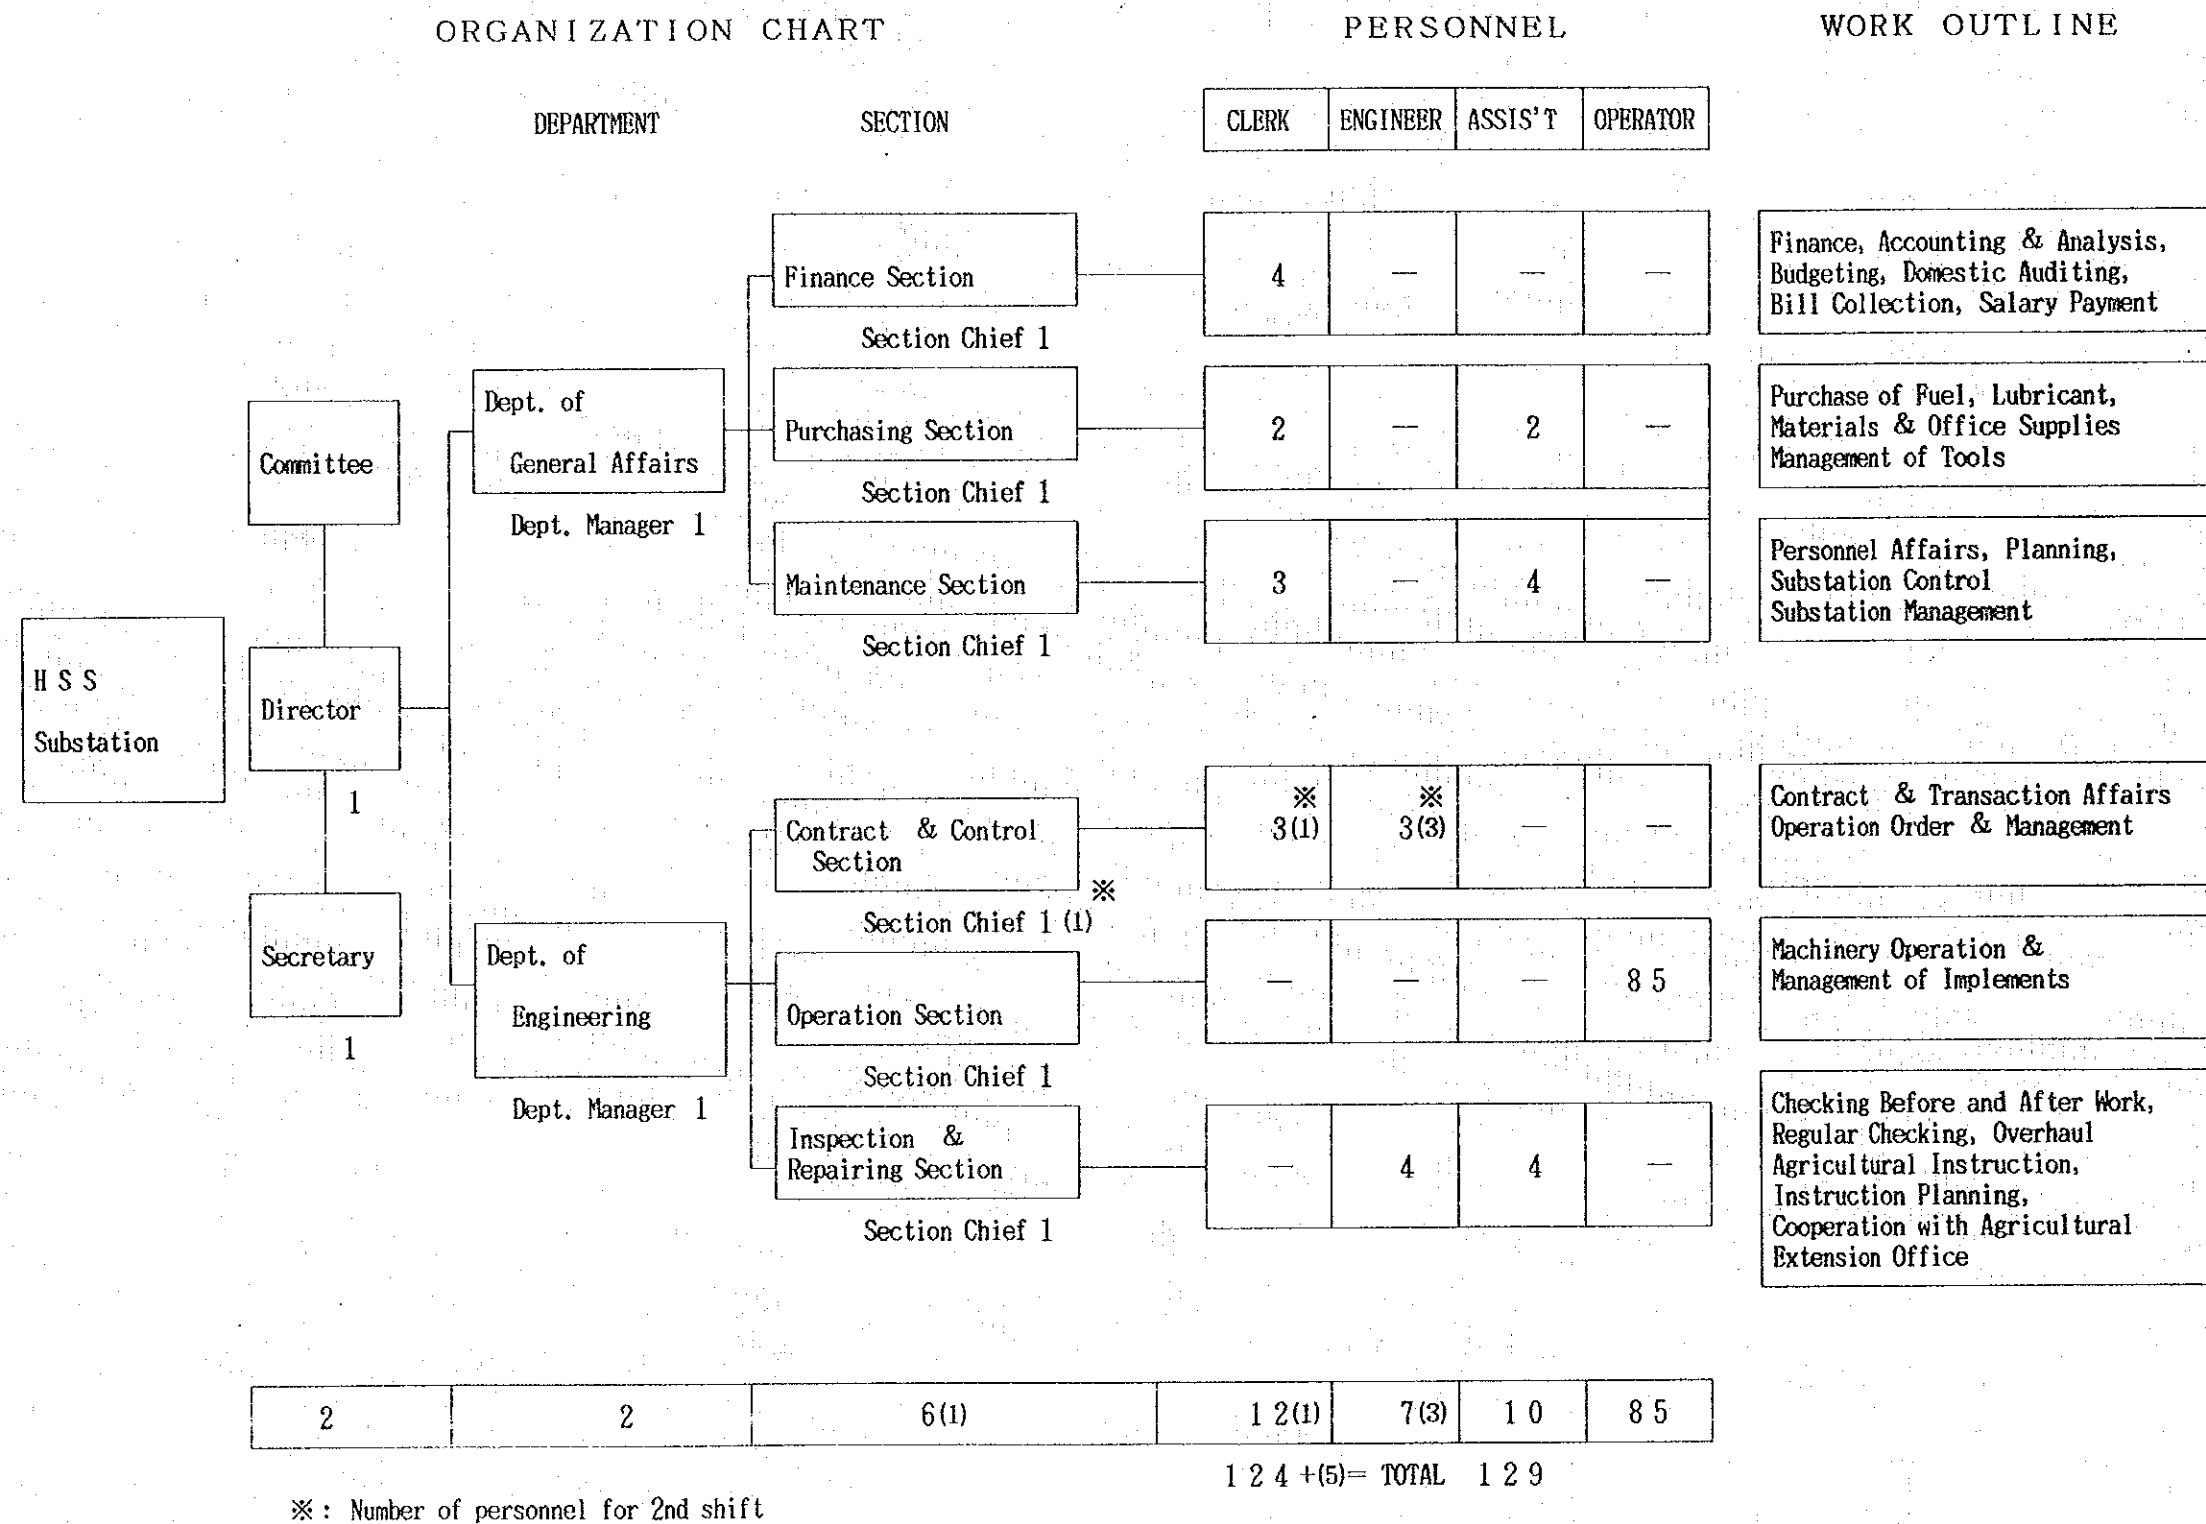 ORGANIZATION CHART PERSONNEL WORK OUTLINE
DEPARTMENT SECTION CLERK ENGINEER ASSIS'T OPERATOR
Finance Section 4 — — —
Section Chief 1
Finance, Accounting & Analysis,
Budgeting, Domestic Auditing,
Bill Collection, Salary Payment
Committee
Dept. of
General Affairs
Dept. Manager 1
Purchasing Section 2 — 2 —
Section Chief 1
Purchase of Fuel, Lubricant,
Materials & Office Supplies
Management of Tools
Maintenance Section 3 — 4 —
Section Chief 1
Personnel Affairs, Planning,
Substation Control
Substation Management
HSS
Substation
Director
1
Contract & Control
Section
※ ※
3(1) 3(3) — —
※
Section Chief 1 (1)
Contract & Transaction Affairs
Operation Order & Management
Secretary
1
Dept. of
Engineering
Dept. Manager 1
Operation Section — — — 85
Section Chief 1
Machinery Operation &
Management of Implements
Inspection &
Repairing Section — 4 4 —
Section Chief 1
Checking Before and After Work,
Regular Checking, Overhaul
Agricultural Instruction,
Instruction Planning,
Cooperation with Agricultural
Extension Office
2 2 6(1) 12(1) 7(3) 10 85
124 +(5)= TOTAL 129
※: Number of personnel for 2nd shift